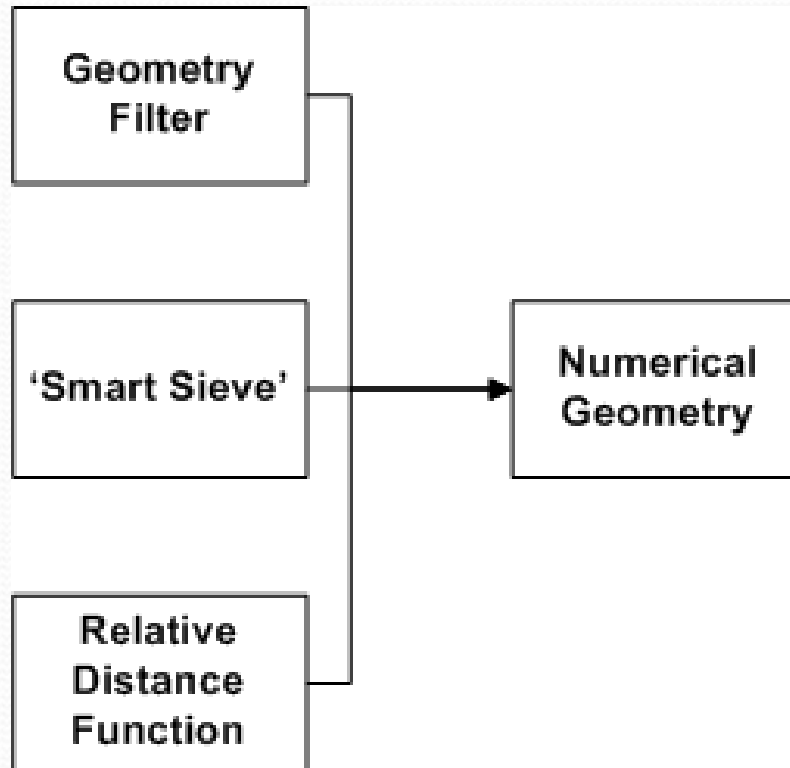 Geometry
Filter
‘Smart Sieve’
Numerical
Geometry
Relative
Distance
Function